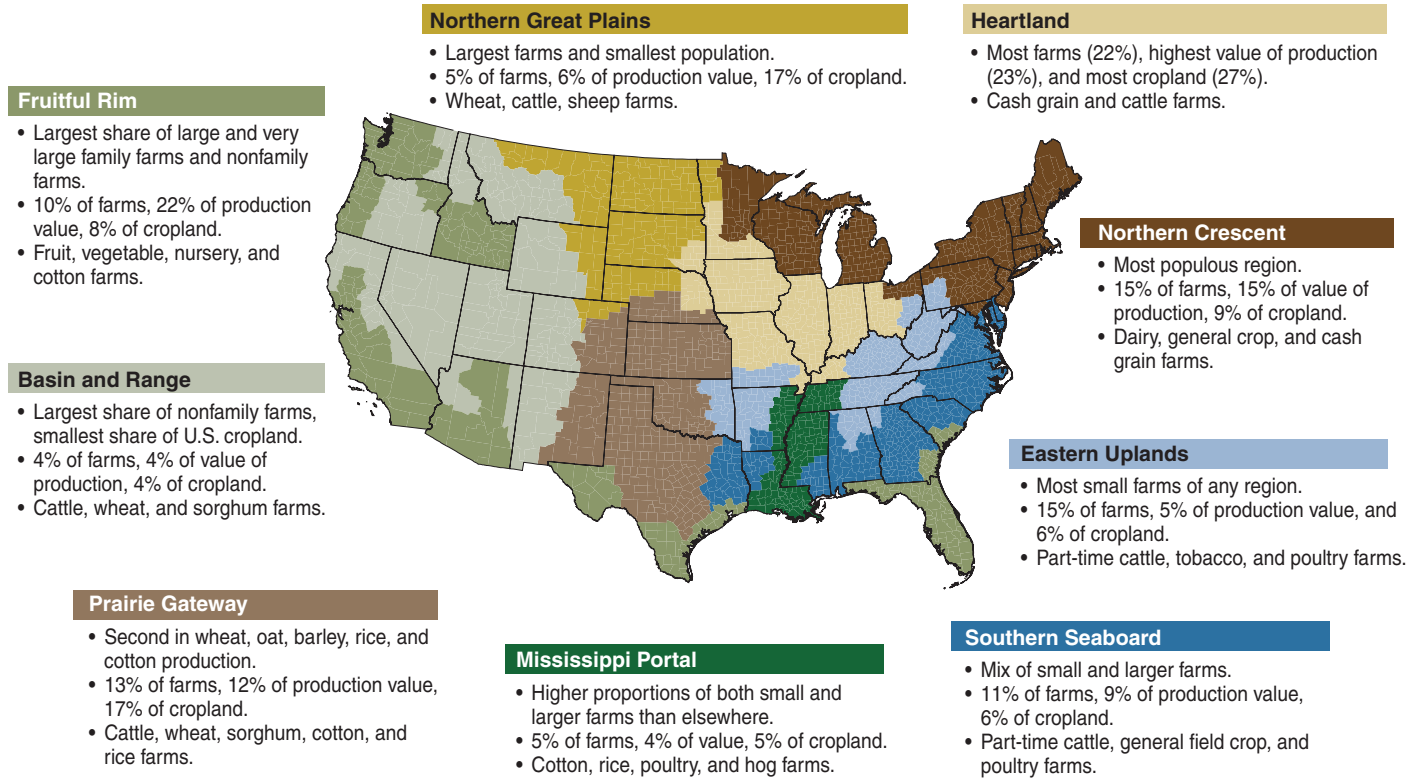 Northern Great Plains
• Largest farms and smallest population.
• 5% of farms, 6% of production value, 17% of cropland.
• Wheat, cattle, sheep farms.
Heartland
• Most farms (22%), highest value of production
(23%), and most cropland (27%).
• Cash grain and cattle farms.
Fruitful Rim
• Largest share of large and very
large family farms and nonfamily
farms.
• 10% of farms, 22% of production
value, 8% of cropland.
• Fruit, vegetable, nursery, and
cotton farms.
Northern Crescent
• Most populous region.
• 15% of farms, 15% of value of
production, 9% of cropland.
• Dairy, general crop, and cash
grain farms.
Basin and Range
• Largest share of nonfamily farms,
smallest share of U.S. cropland.
• 4% of farms, 4% of value of
production, 4% of cropland.
• Cattle, wheat, and sorghum farms.
Eastern Uplands
• Most small farms of any region.
• 15% of farms, 5% of production value, and
6% of cropland.
• Part-time cattle, tobacco, and poultry farms.
Prairie Gateway
• Second in wheat, oat, barley, rice, and
cotton production.
• 13% of farms, 12% of production value,
17% of cropland.
• Cattle, wheat, sorghum, cotton, and
rice farms.
Mississippi Portal
• Higher proportions of both small and
larger farms than elsewhere.
• 5% of farms, 4% of value, 5% of cropland.
• Cotton, rice, poultry, and hog farms.
Southern Seaboard
• Mix of small and larger farms.
• 11% of farms, 9% of production value,
6% of cropland.
• Part-time cattle, general field crop, and
poultry farms.